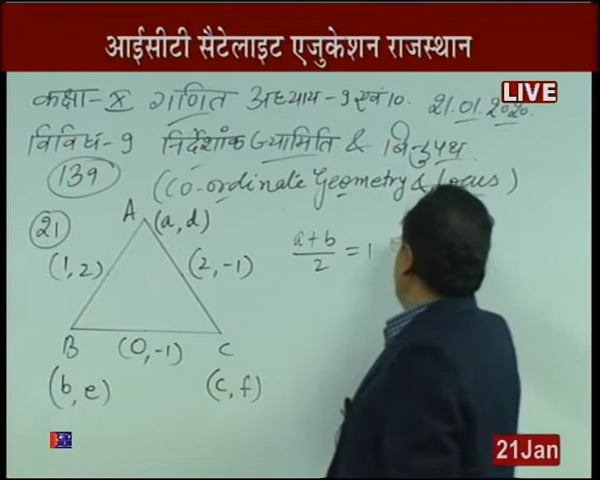 आईसीटी सैटेलाइट एजुकेशन राजस्थान
LIVE
कक्षा-X गणित अध्याय-9 एवं 10. 21.01.2020.
विविध-9 निर्देशांक ज्यामिति & बिन्दुपथ
139 (Co-ordinate Geometry & Locus)
21 A (a, d)
(1, 2) (2, -1) a+b/2 = 1
B (0, -1) C
(b, e) (c, f)
21Jan